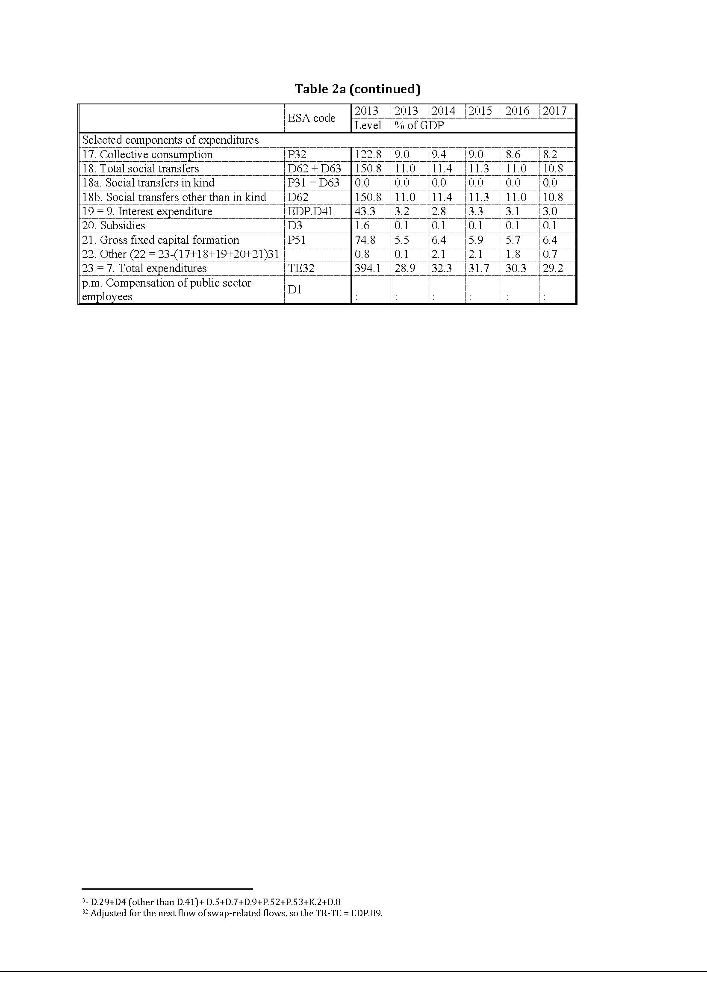 Table 2a (continued)
ESA code 2013 2013 2014 2015 2016 2017
Level % of GDP
Selected components of expenditures
17. Collective consumption P32 122.8 9.0 9.4 9.0 8.6 8.2
18. Total social transfers D62 + D63 150.8 11.0 11.4 11.3 11.0 10.8
18a. Social transfers in kind P31 = D63 0.0 0.0 0.0 0.0 0.0 0.0
18b. Social transfers other than in kind D62 150.8 11.0 11.4 11.3 11.0 10.8
19 = 9. Interest expenditure EDP.D41 43.3 3.2 2.8 3.3 3.1 3.0
20. Subsidies D3 1.6 0.1 0.1 0.1 0.1 0.1
21. Gross fixed capital formation P51 74.8 5.5 6.4 5.9 5.7 6.4
22. Other (22 = 23-(17+18+19+20+21)31 0.8 0.1 2.1 2.1 1.8 0.7
23 = 7. Total expenditures TE32 394.1 28.9 32.3 31.7 30.3 29.2
p.m. Compensation of public sector
employees D1 : : : : : :
31 D.29+D4 (other than D.41)+ D.5+D.7+D.9+P.52+P.53+K.2+D.8
32 Adjusted for the next flow of swap-related flows, so the TR-TE = EDP.B9.